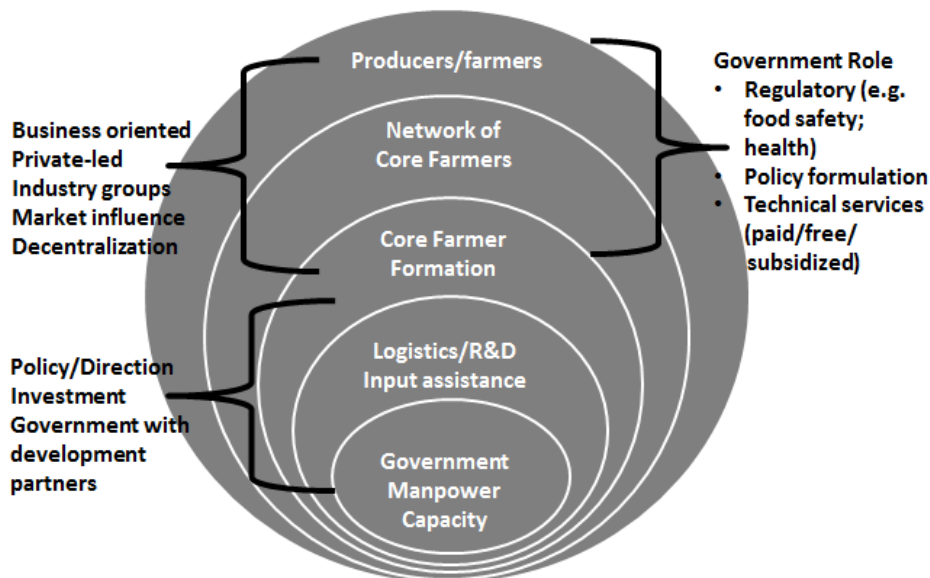 Producers/farmers
Network of
Core Farmers
Core Farmer
Formation
Logistics/R&D
Input assistance
Government
Manpower
Capacity
Business oriented
Private-led
Industry groups
Market influence
Decentralization
Policy/Direction
Investment
Government with
development
partners
Government Role
• Regulatory (e.g.
food safety;
health)
• Policy formulation
• Technical services
(paid/free/
subsidized)